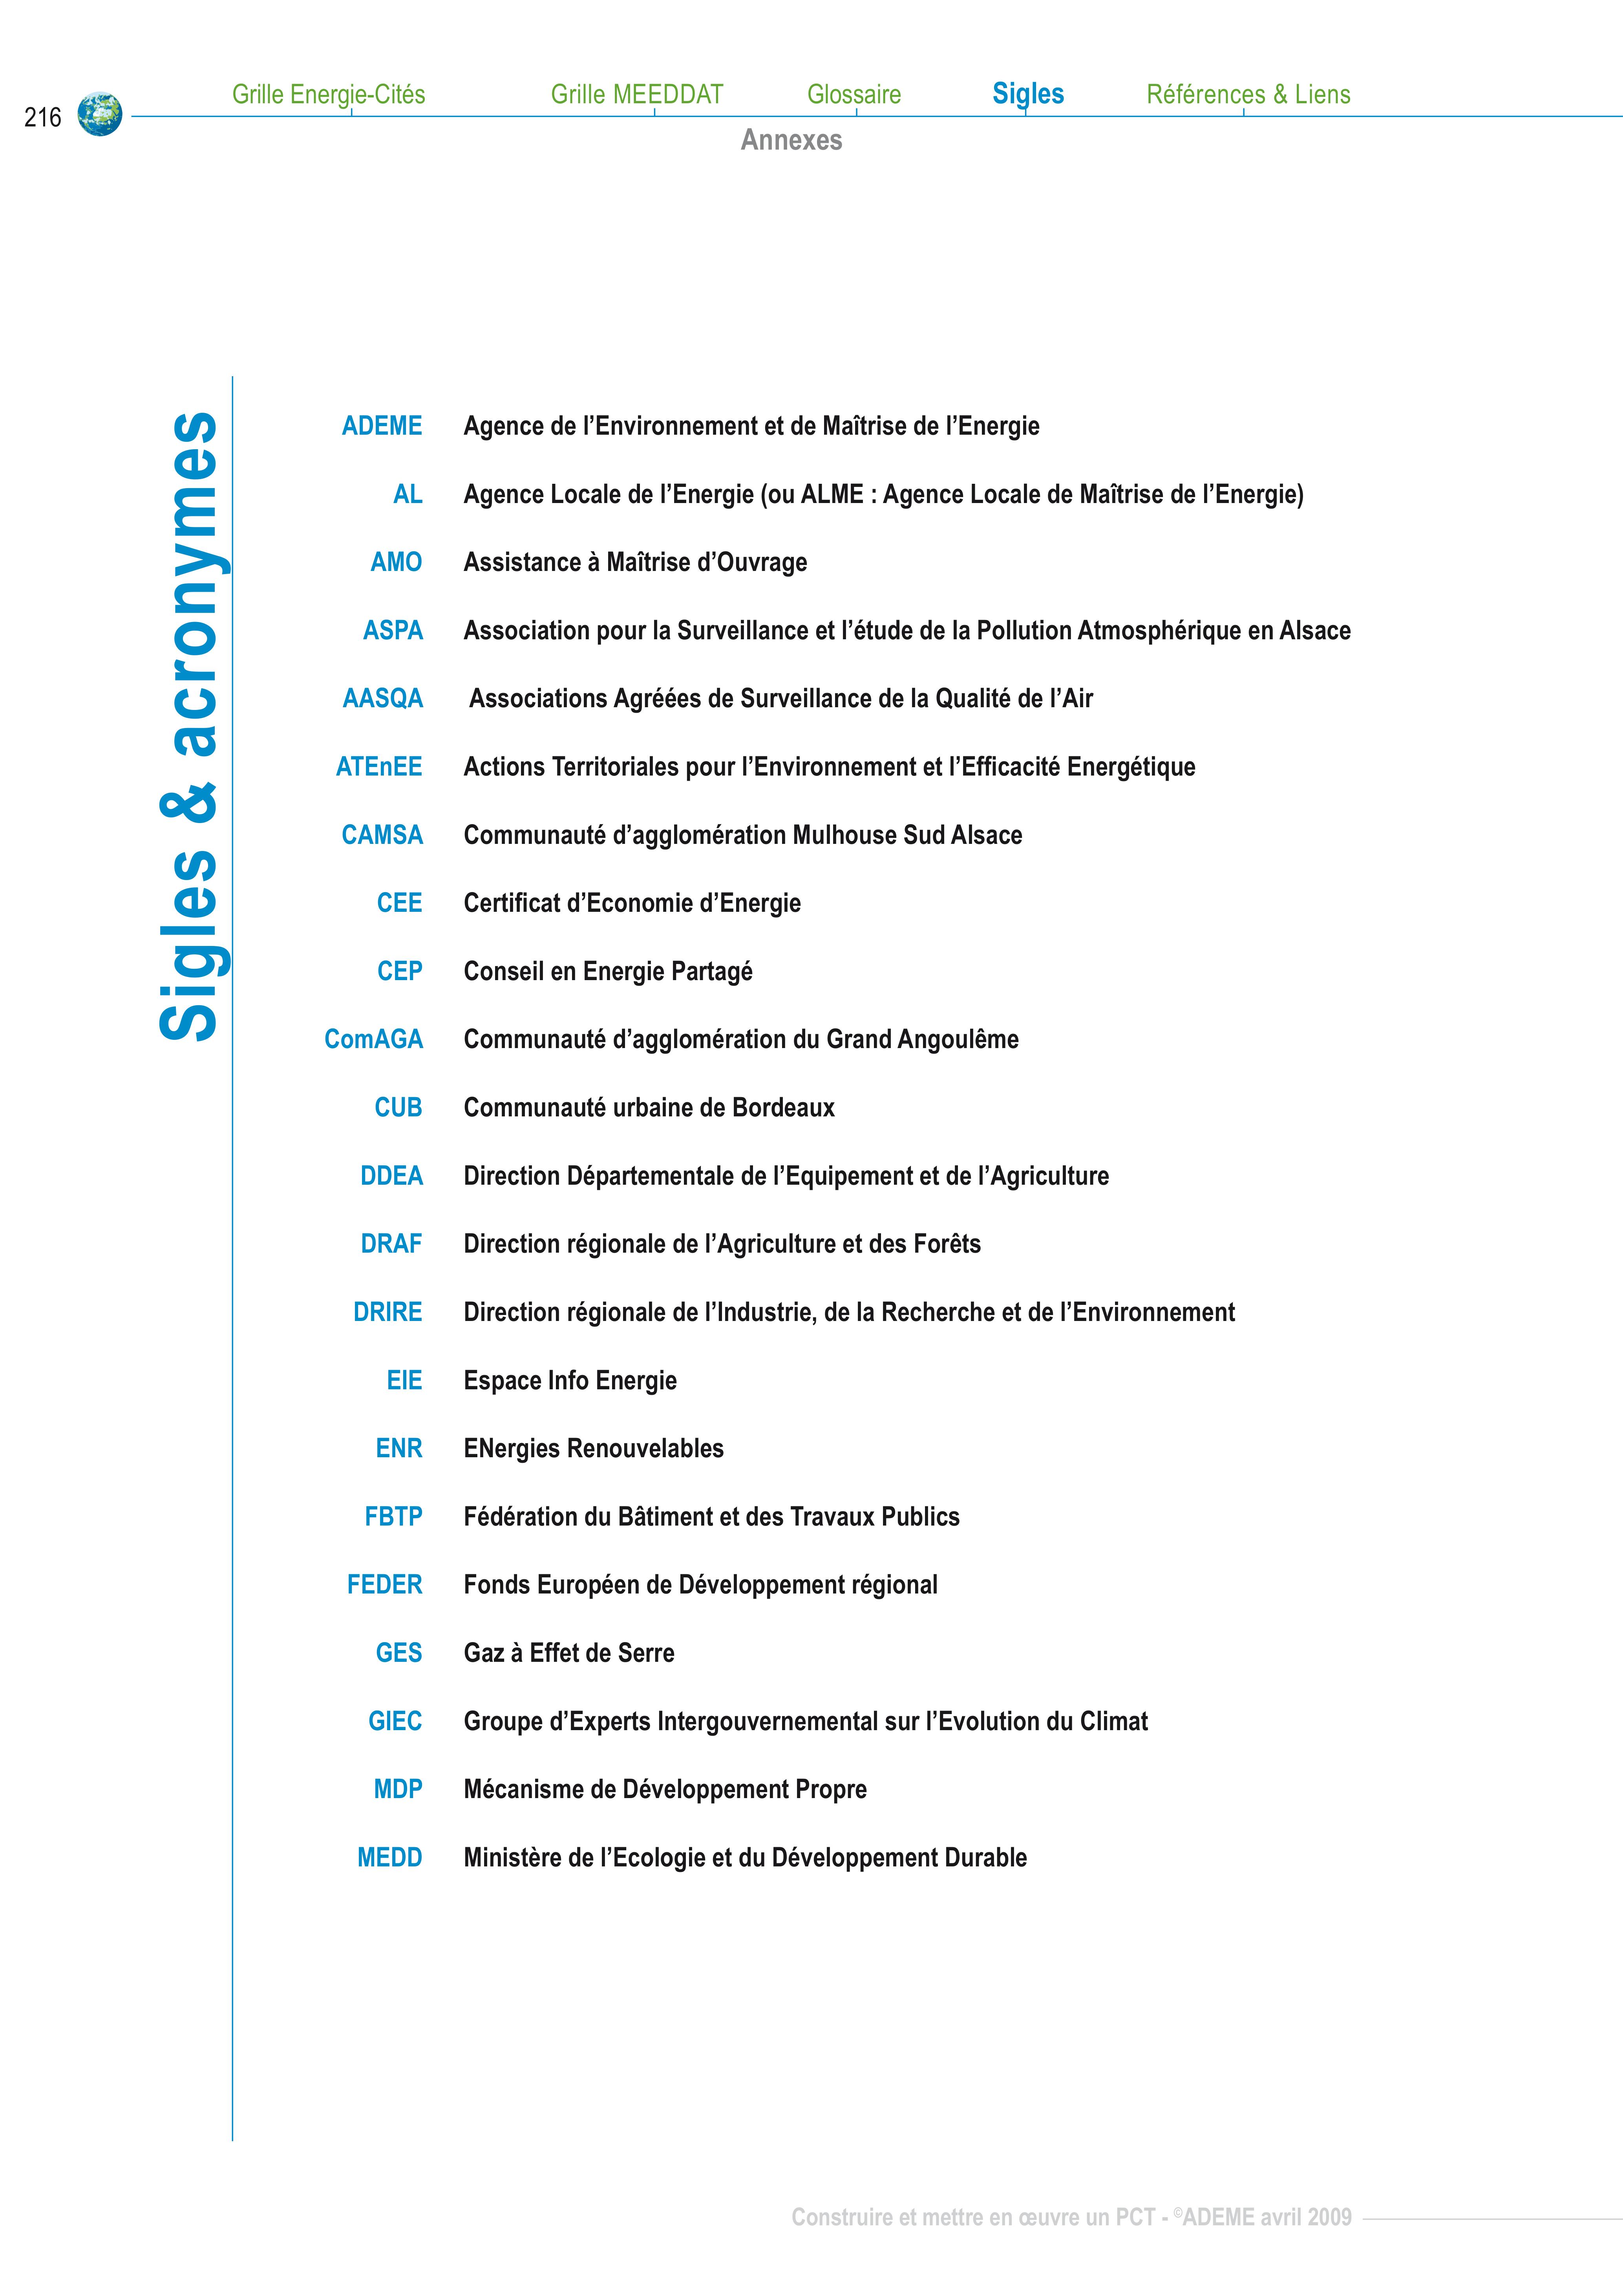 216
Grille Energie-Cités Grille MEEDDAT Glossaire Sigles Références & Liens
Annexes
Sigles & acronymes
ADEME Agence de l’Environnement et de Maîtrise de l’Energie
AL Agence Locale de l’Energie (ou ALME : Agence Locale de Maîtrise de l’Energie)
AMO Assistance à Maîtrise d’Ouvrage
ASPA Association pour la Surveillance et l’étude de la Pollution Atmosphérique en Alsace
AASQA Associations Agréées de Surveillance de la Qualité de l’Air
ATEnEE Actions Territoriales pour l’Environnement et l’Efficacité Energétique
CAMSA Communauté d’agglomération Mulhouse Sud Alsace
CEE Certificat d’Economie d’Energie
CEP Conseil en Energie Partagé
ComAGA Communauté d’agglomération du Grand Angoulême
CUB Communauté urbaine de Bordeaux
DDEA Direction Départementale de l’Equipement et de l’Agriculture
DRAF Direction régionale de l’Agriculture et des Forêts
DRIRE Direction régionale de l’Industrie, de la Recherche et de l’Environnement
EIE Espace Info Energie
ENR ENergies Renouvelables
FBTP Fédération du Bâtiment et des Travaux Publics
FEDER Fonds Européen de Développement régional
GES Gaz à Effet de Serre
GIEC Groupe d’Experts Intergouvernemental sur l’Evolution du Climat
MDP Mécanisme de Développement Propre
MEDD Ministère de l’Ecologie et du Développement Durable
Construire et mettre en œuvre un PCT - ©ADEME avril 2009